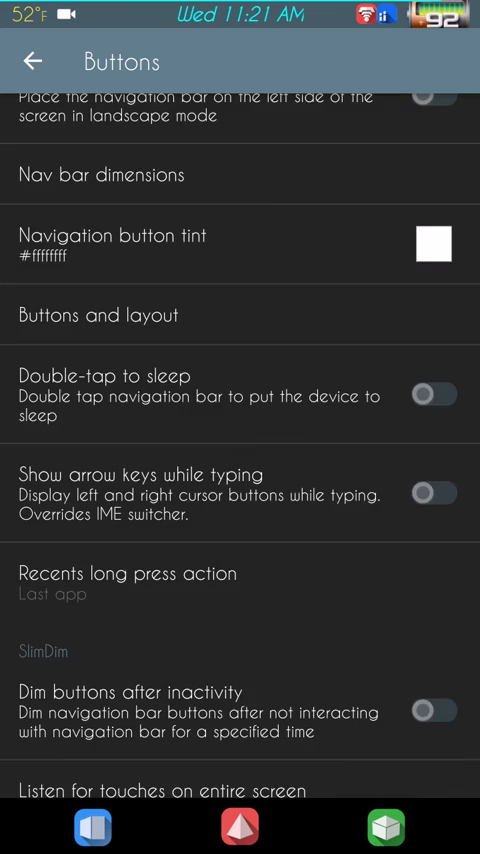 52°F Wed 11:21 AM 92
Buttons
Place the navigation bar on the left side of the
screen in landscape mode
Nav bar dimensions
Navigation button tint
#ffffffff
Buttons and layout
Double-tap to sleep
Double tap navigation bar to put the device to
sleep
Show arrow keys while typing
Display left and right cursor buttons while typing.
Overrides IME switcher.
Recents long press action
Last app
SlimDim
Dim buttons after inactivity
Dim navigation bar buttons after not interacting
with navigation bar for a specified time
Listen for touches on entire screen